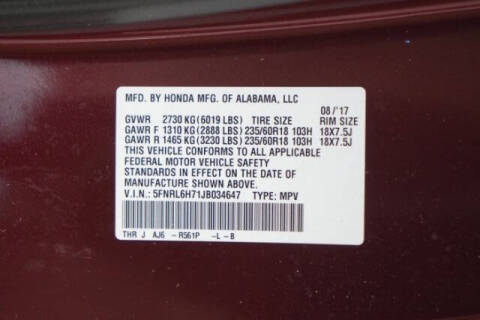 MFD. BY HONDA MFG. OF ALABAMA, LLC
08/'17
GVWR 2730 KG (6019 LBS) TIRE SIZE RIM SIZE
GAWR F 1310 KG (2888 LBS) 235/60R18 103H 18X7.5J
GAWR R 1465 KG (3230 LBS) 235/60R18 103H 18X7.5J
THIS VEHICLE CONFORMS TO ALL APPLICABLE
FEDERAL MOTOR VEHICLE SAFETY
STANDARDS IN EFFECT ON THE DATE OF
MANUFACTURE SHOWN ABOVE.
V.I.N.: 5FNRL6H71JB034647 TYPE: MPV
THR J AJ6 -R561P -L-B